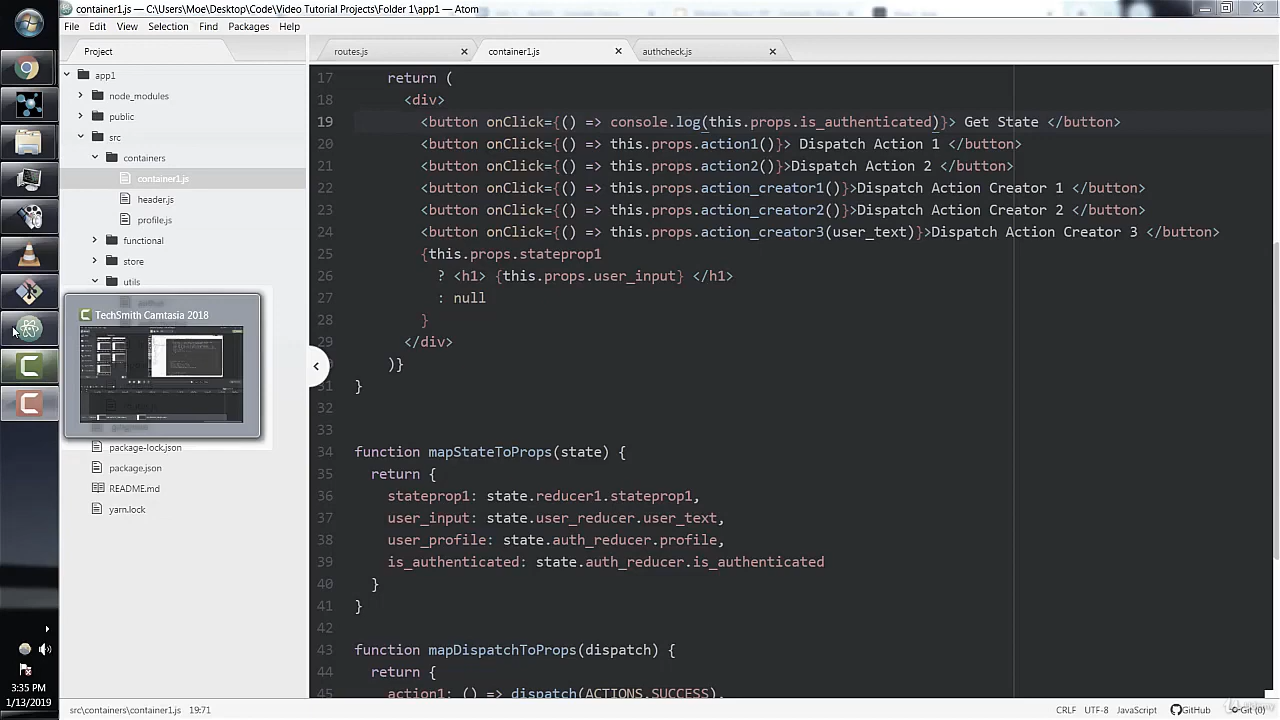 container1.js — C:\Users\Moe\Desktop\Code\Video Tutorial Projects\Folder 1\app1 — Atom
File Edit View Selection Find Packages Help
Project
routes.js
container1.js
authcheck.js
app1
node_modules
public
src
containers
container1.js
header.js
profile.js
functional
store
utils
TechSmith Camtasia 2018
package-lock.json
package.json
README.md
yarn.lock
17 return (
18 <div>
19 <button onClick={() => console.log(this.props.is_authenticated)}> Get State </button>
20 <button onClick={() => this.props.action1()}> Dispatch Action 1 </button>
21 <button onClick={() => this.props.action2()}>Dispatch Action 2 </button>
22 <button onClick={() => this.props.action_creator1()}>Dispatch Action Creator 1 </button>
23 <button onClick={() => this.props.action_creator2()}>Dispatch Action Creator 2 </button>
24 <button onClick={() => this.props.action_creator3(user_text)}>Dispatch Action Creator 3 </button>
25 {this.props.stateprop1
26 ? <h1> {this.props.user_input} </h1>
27 : null
28 }
29 </div>
)}
31 }
32
33
34 function mapStateToProps(state) {
35 return {
36 stateprop1: state.reducer1.stateprop1,
37 user_input: state.user_reducer.user_text,
38 user_profile: state.auth_reducer.profile,
39 is_authenticated: state.auth_reducer.is_authenticated
40 }
41 }
42
43 function mapDispatchToProps(dispatch) {
44 return {
45 action1: () => dispatch(ACTIONS.SUCCESS),
3:35 PM
1/13/2019
src\containers\container1.js 19:71
CRLF UTF-8 JavaScript GitHub Git (0)